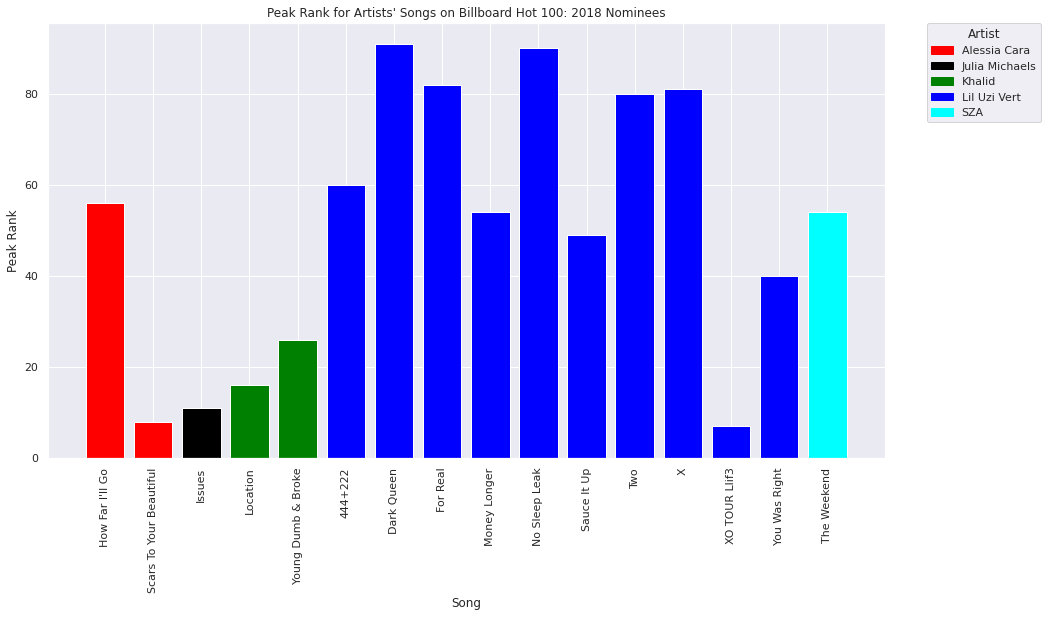 Peak Rank for Artists' Songs on Billboard Hot 100: 2018 Nominees
Artist
Alessia Cara
Julia Michaels
Khalid
Lil Uzi Vert
SZA
Peak Rank
80
60
40
20
0
How Far I'll Go
Scars To Your Beautiful
Issues
Location
Young Dumb & Broke
444+222
Dark Queen
For Real
Money Longer
No Sleep Leak
Sauce It Up
Two
X
XO TOUR Llif3
You Was Right
The Weekend
Song